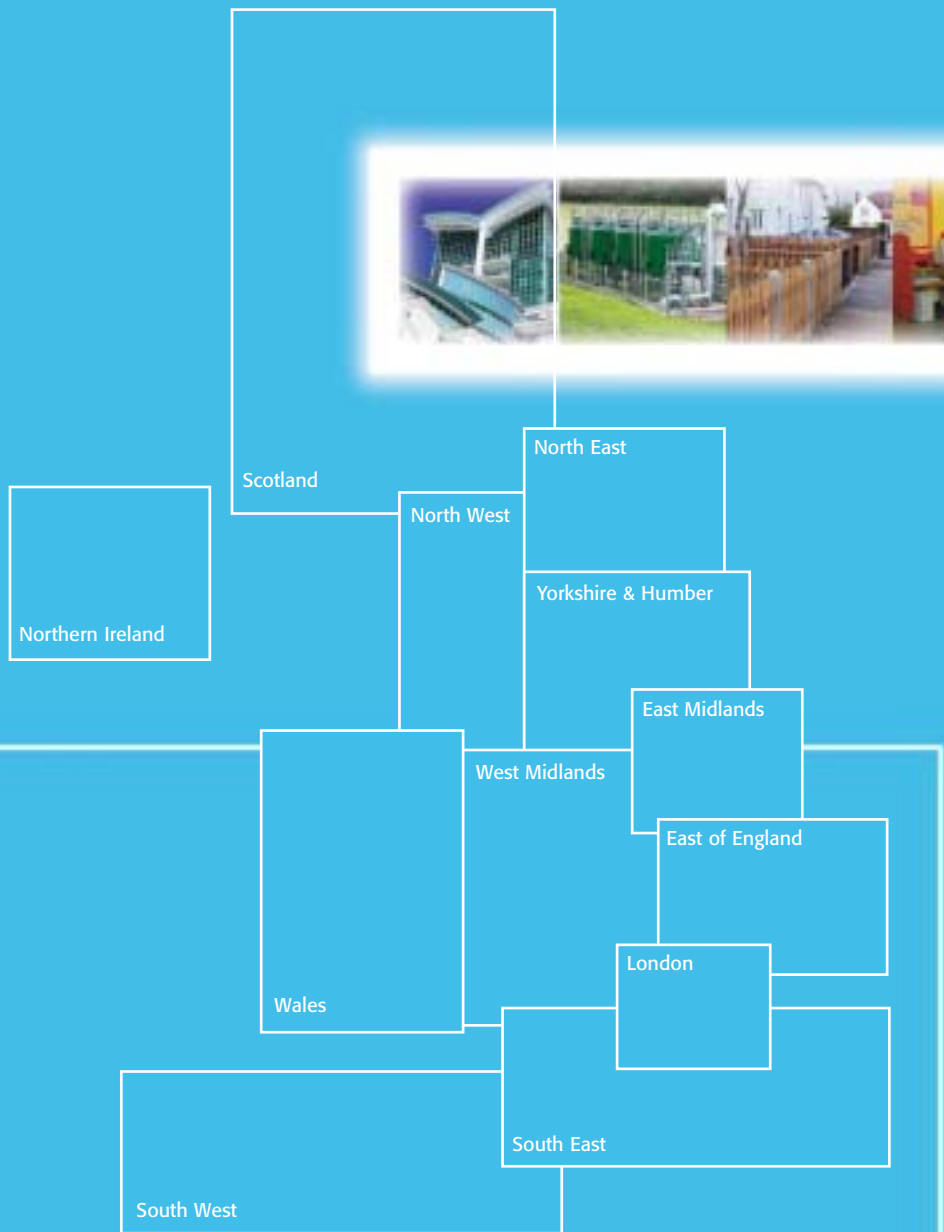 North East
Scotland
North West
Yorkshire & Humber
Northern Ireland
East Midlands
West Midlands
East of England
London
Wales
South East
South West